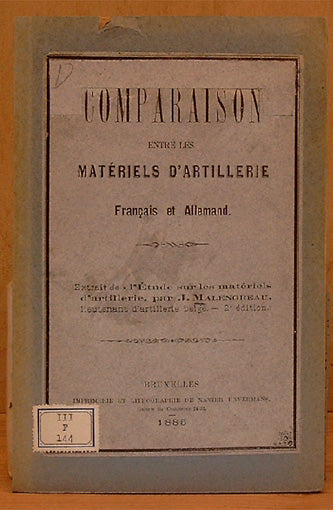 COMPARAISON
ENTRE LES
MATÉRIELS D'ARTILLERIE
Français et Allemand.
Extrait de « l'Étude sur les matériels
d'artillerie, par J. MALENGREAU,
lieutenant d'artillerie belge. — 2e édition.
BRUXELLES
IMPRIMERIE ET LITHOGRAPHIE DE XAVIER HAVERMANS,
1886
III
F
144